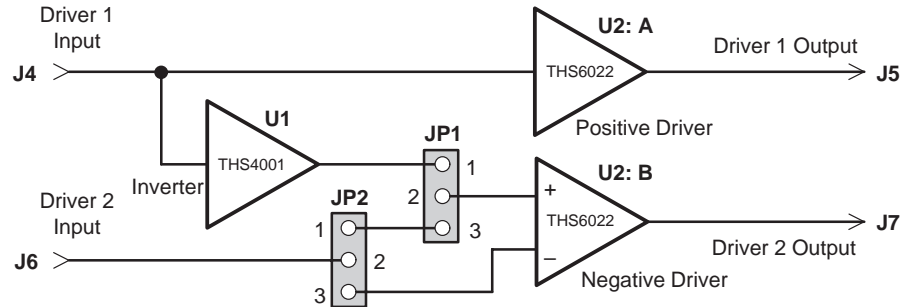 Driver 1
Input
J4
U2: A
THS6022
Driver 1 Output
J5
Positive Driver
U1
THS4001
Inverter
JP1
1
2
3
U2: B
+
THS6022
–
Driver 2 Output
J7
Negative Driver
Driver 2
Input
J6
JP2
1
2
3